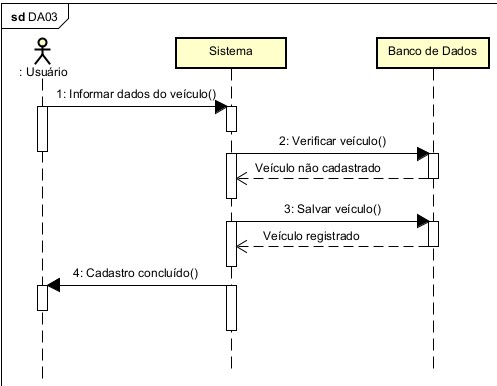 sd DA03
Sistema
Banco de Dados
: Usuário
1: Informar dados do veículo()
2: Verificar veículo()
Veículo não cadastrado
3: Salvar veículo()
Veículo registrado
4: Cadastro concluído()